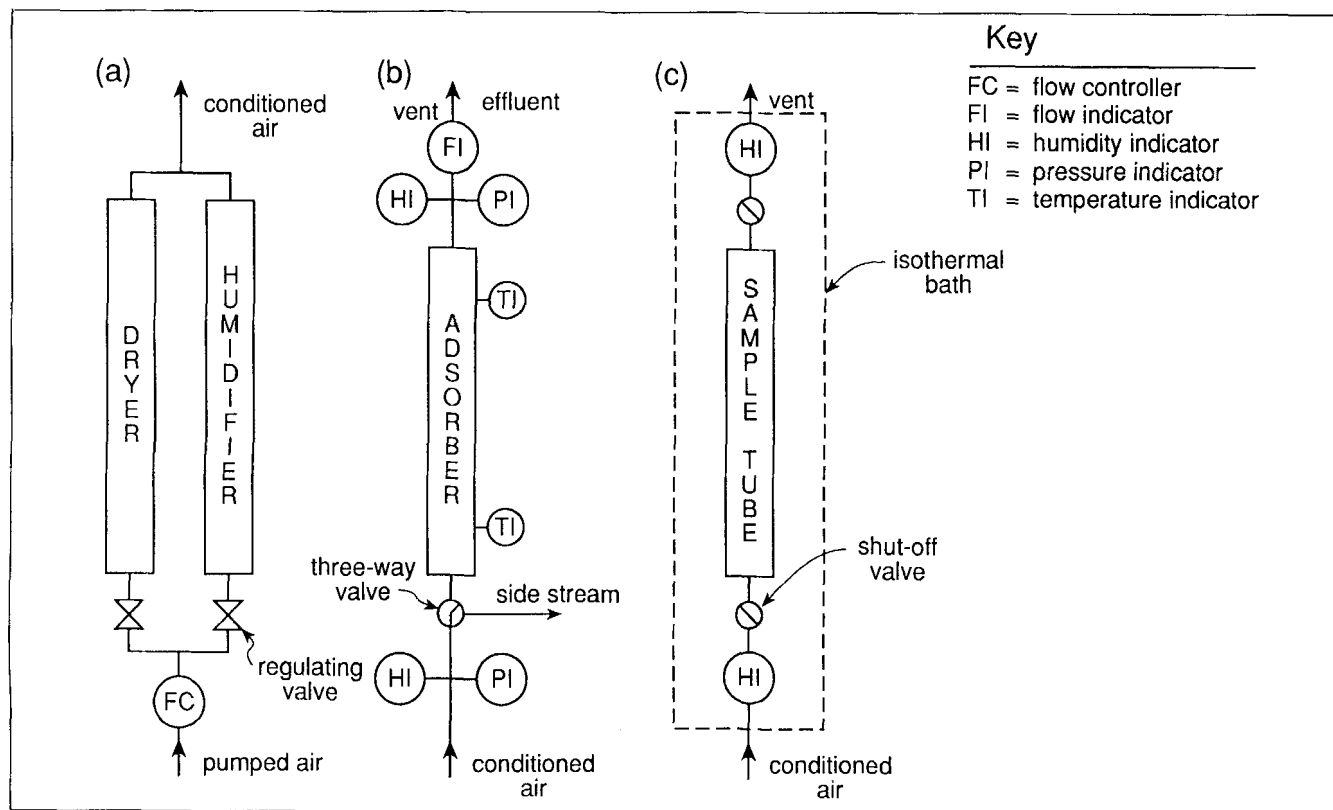 (a)
conditioned
air
DRYER
HUMIDIFIER
regulating
valve
FC
pumped air
(b)
vent
effluent
FI
HI
PI
ADSORBER
TI
TI
three-way
valve
side stream
HI
PI
conditioned
air
(c)
vent
HI
SAMPLE TUBE
isothermal
bath
shut-off
valve
HI
conditioned
air
Key
FC = flow controller
FI = flow indicator
HI = humidity indicator
PI = pressure indicator
TI = temperature indicator